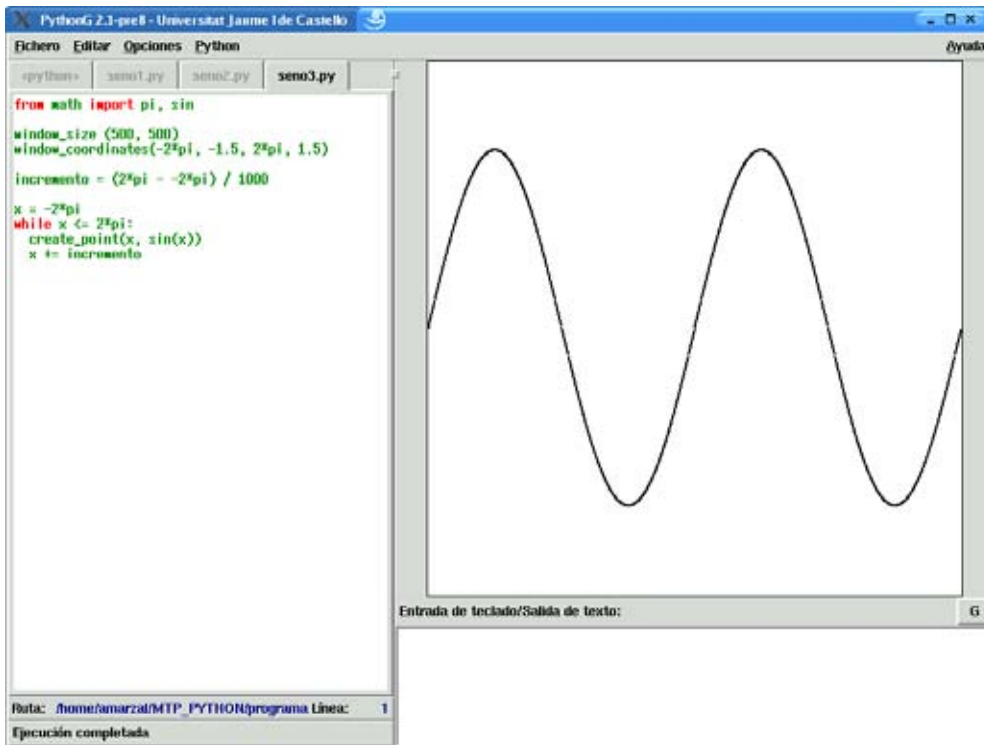 PythonG 2.1-pre8 - Universitat Jaume I de Castello
Fichero Editar Opciones Python
Ayuda
«python» seno1.py seno2.py seno3.py
from math import pi, sin
window_size (500, 500)
window_coordinates(-2*pi, -1.5, 2*pi, 1.5)
incremento = (2*pi - -2*pi) / 1000
x = -2*pi
while x <= 2*pi:
create_point(x, sin(x))
x += incremento
Entrada de teclado/Salida de texto:
G
Ruta: /home/amarzal/MTP_PYTHON/programa Línea: 1
Ejecución completada